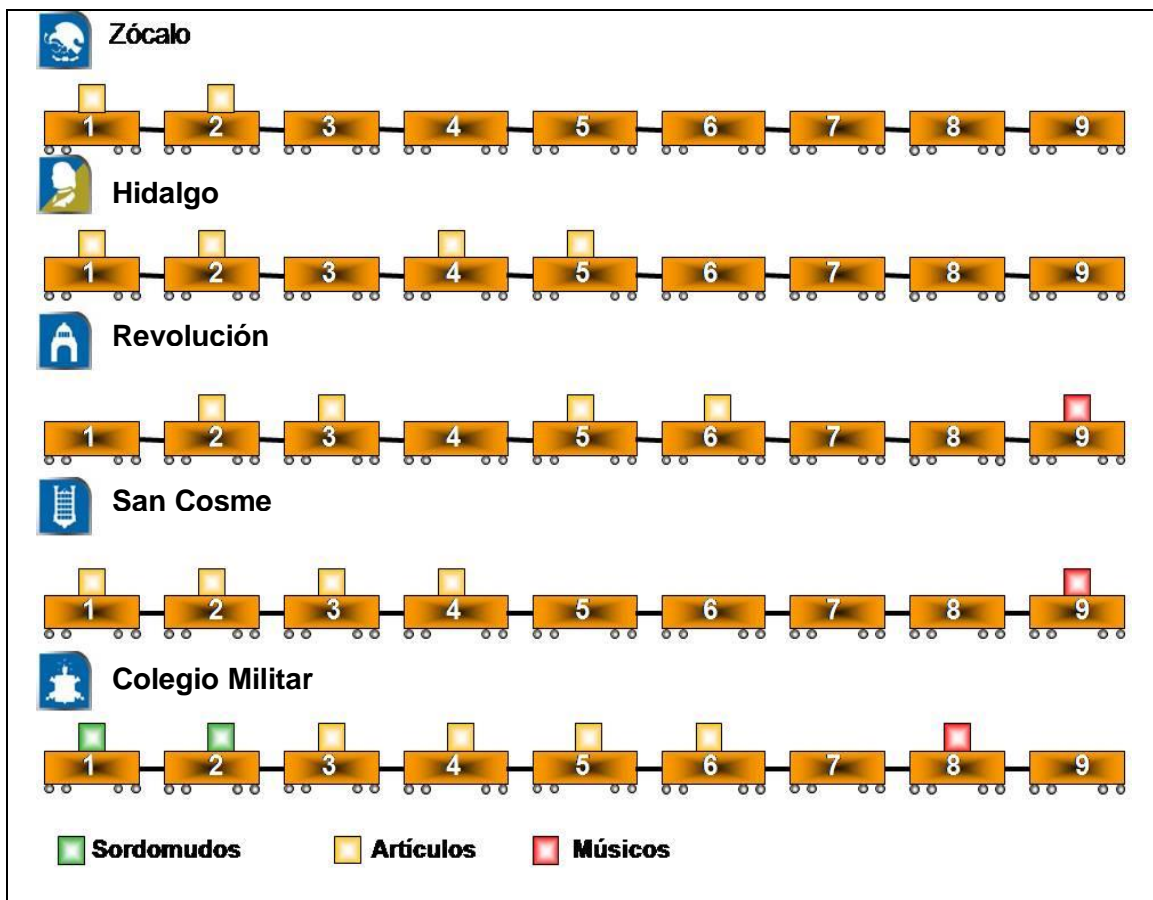 Zócalo
1 2 3 4 5 6 7 8 9
Hidalgo
1 2 3 4 5 6 7 8 9
Revolución
1 2 3 4 5 6 7 8 9
San Cosme
1 2 3 4 5 6 7 8 9
Colegio Militar
1 2 3 4 5 6 7 8 9
Sordomudos Artículos Músicos